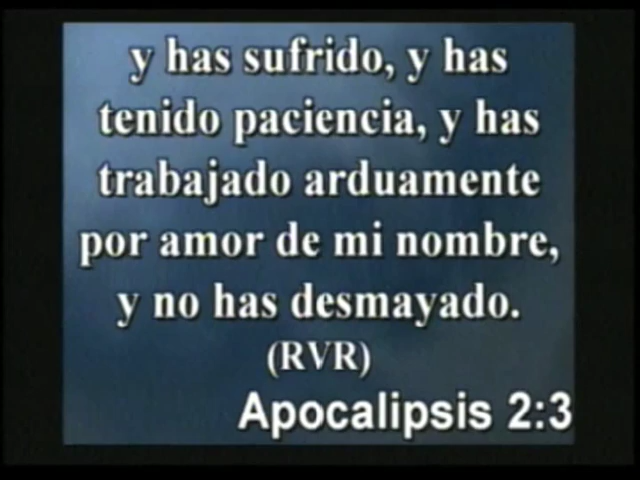 y has sufrido, y has
tenido paciencia, y has
trabajado arduamente
por amor de mi nombre,
y no has desmayado.
(RVR)
Apocalipsis 2:3